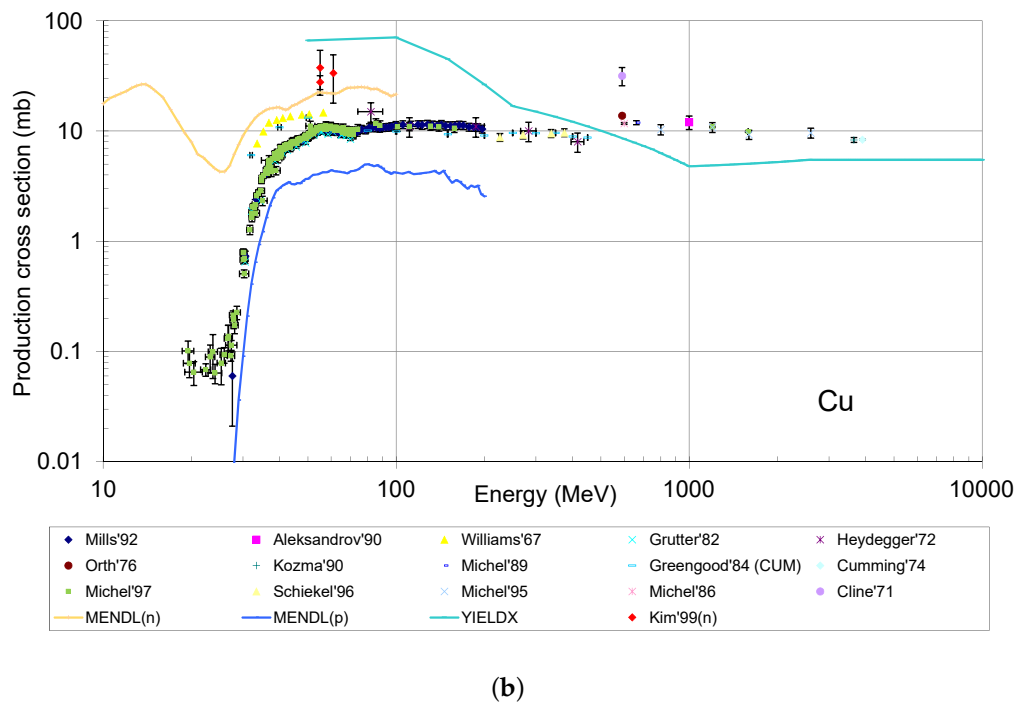 100
10
1
0.1
0.01
Production cross section (mb)
Cu
10
100
1000
10000
Energy (MeV)
Mills'92 Aleksandrov'90 Williams'67 Grutter'82 Heydegger'72
Orth'76 Kozma'90 Michel'89 Greengood'84 (CUM) Cumming'74
Michel'97 Schiekel'96 Michel'95 Michel'86 Cline'71
MENDL(n) MENDL(p) YIELDX Kim'99(n)
(b)